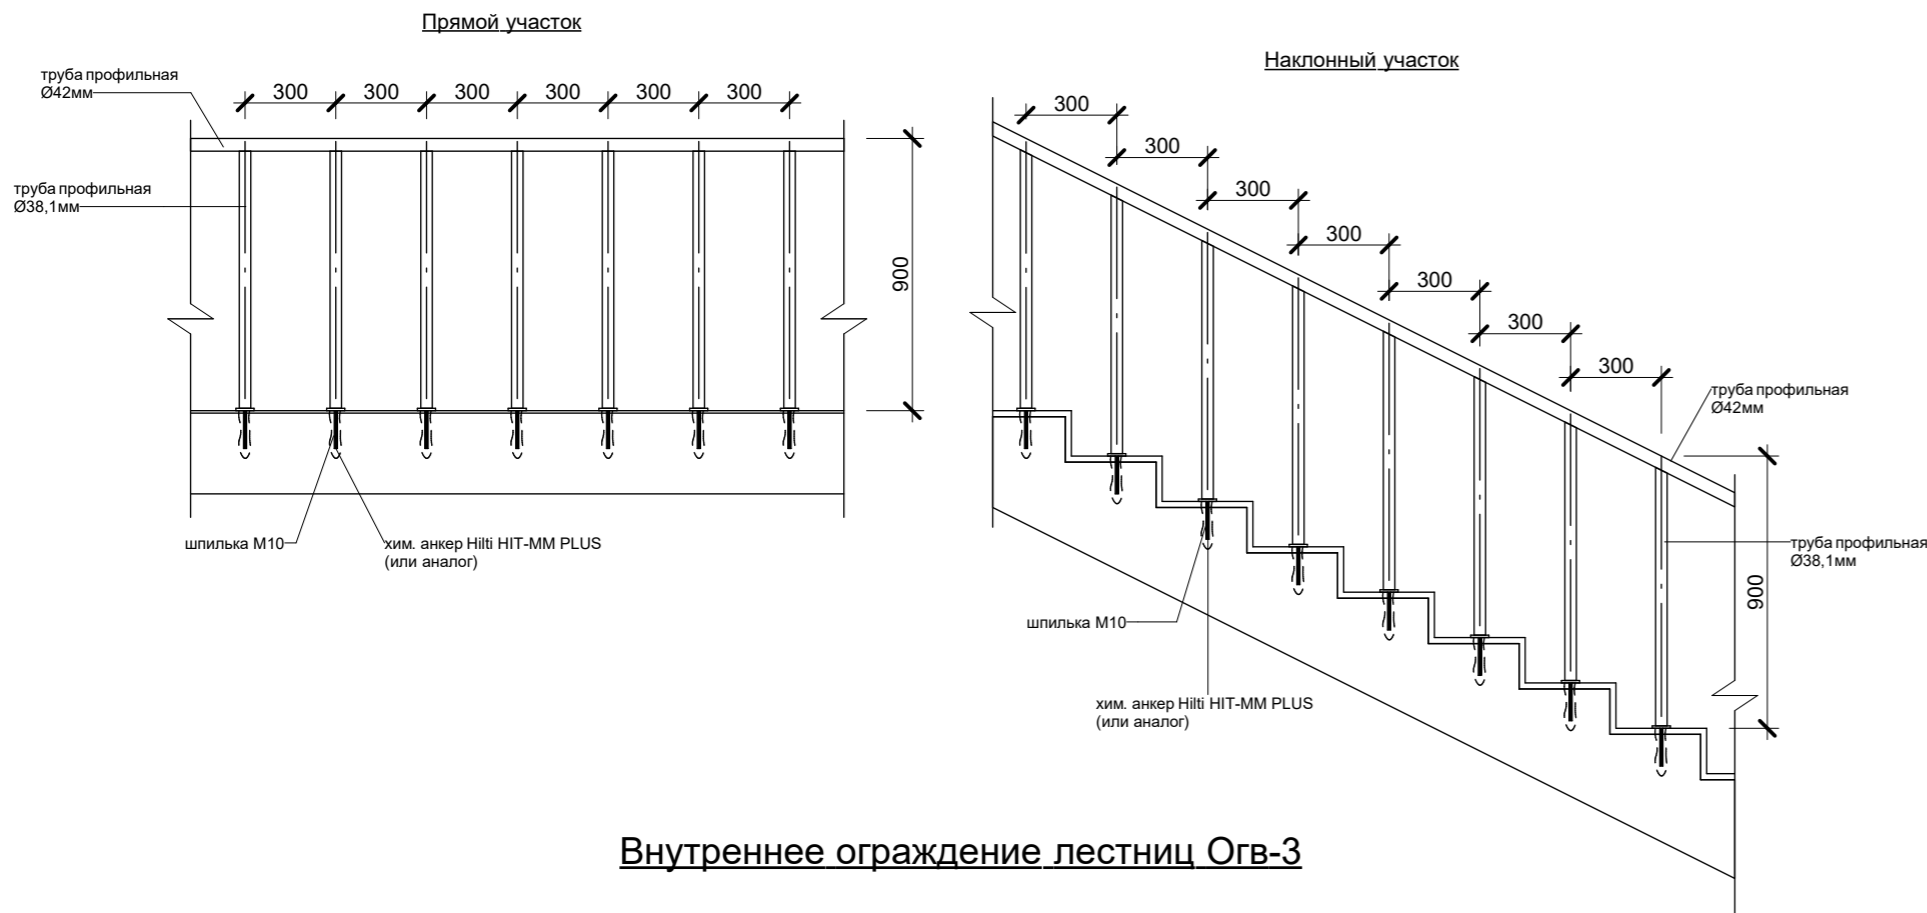 Прямой участок
труба профильная
Ø42мм
300 300 300 300 300 300
труба профильная
Ø38,1мм
900
шпилька М10
хим. анкер Hilti HIT-MM PLUS
(или аналог)
Наклонный участок
300
300
300
300
300
300
300
труба профильная
Ø42мм
труба профильная
Ø38,1мм
900
шпилька М10
хим. анкер Hilti HIT-MM PLUS
(или аналог)
Внутреннее ограждение лестниц Огв-3